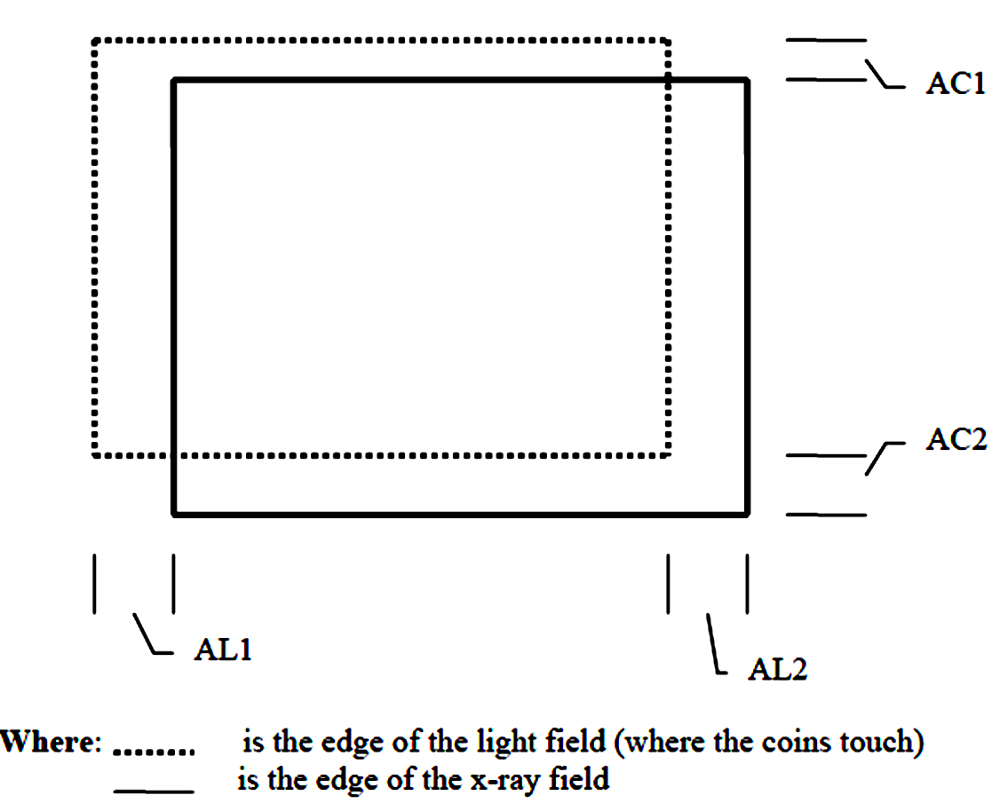 AC1
AC2
AL1
AL2
Where: is the edge of the light field (where the coins touch)
is the edge of the x-ray field